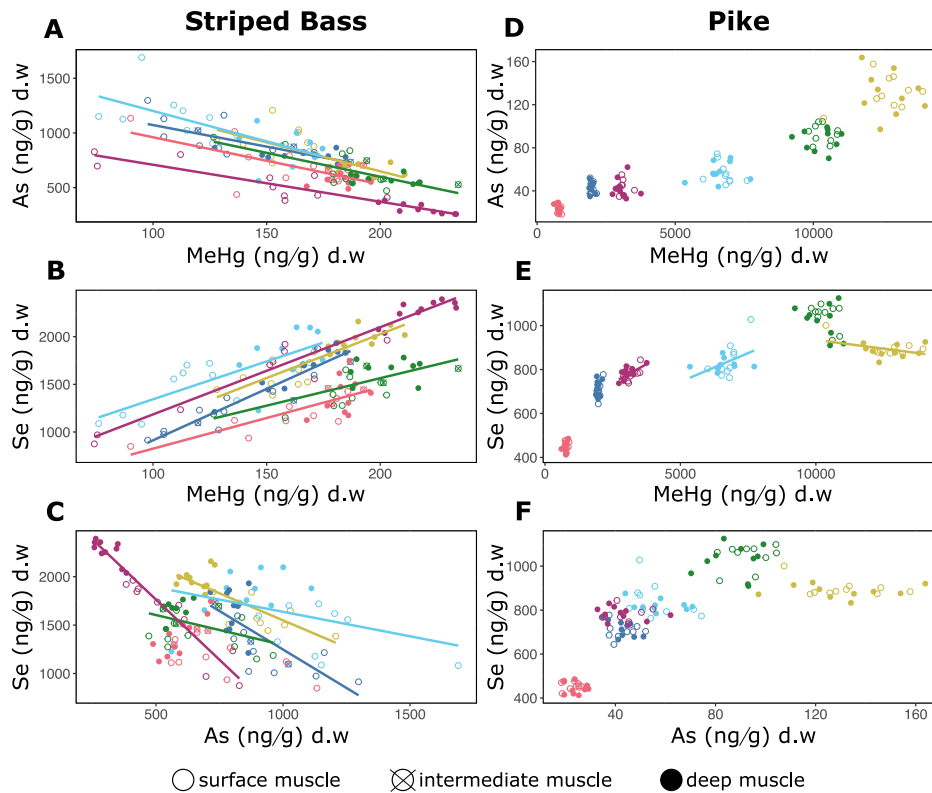 Striped Bass
Pike
A
As (ng/g) d.w
1500
1000
500
100
150
200
MeHg (ng/g) d.w
D
As (ng/g) d.w
160
120
80
40
0
5000
10000
MeHg (ng/g) d.w
B
Se (ng/g) d.w
2000
1500
1000
100
150
200
MeHg (ng/g) d.w
E
Se (ng/g) d.w
1000
800
600
400
0
5000
10000
MeHg (ng/g) d.w
C
Se (ng/g) d.w
2000
1500
1000
500
1000
1500
As (ng/g) d.w
F
Se (ng/g) d.w
1000
800
600
400
40
80
120
160
As (ng/g) d.w
surface muscle
intermediate muscle
deep muscle